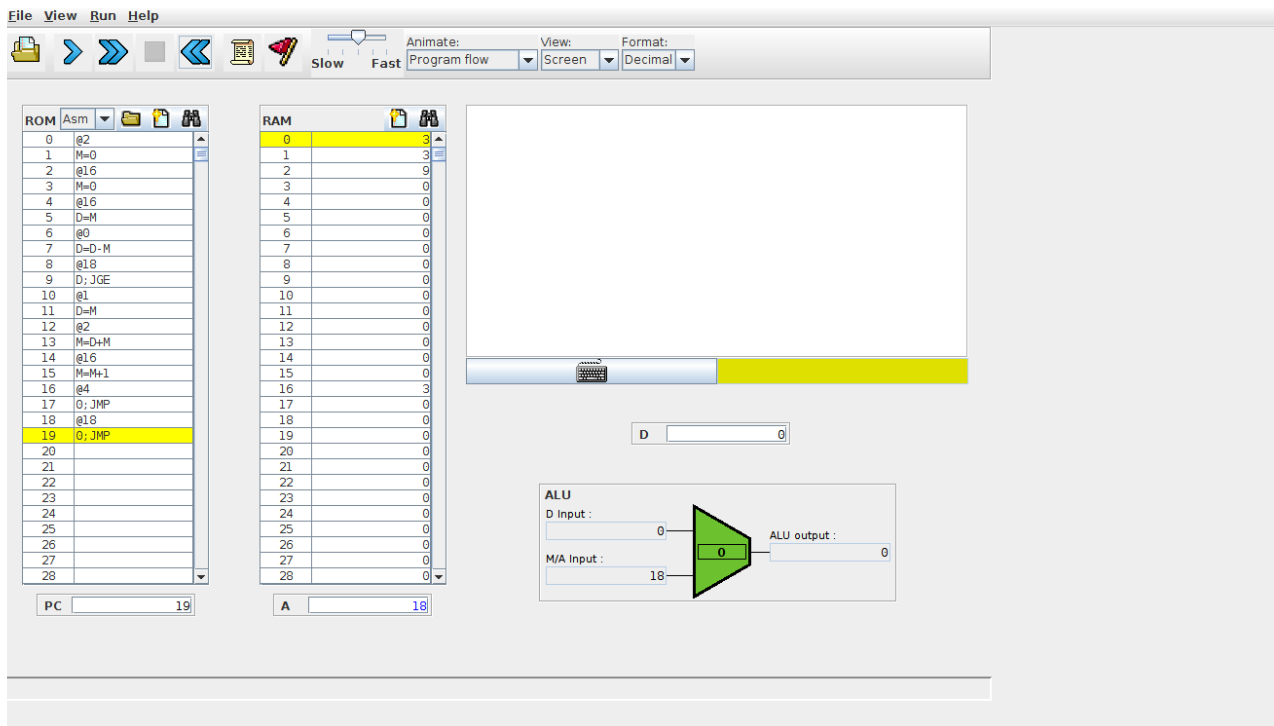 File View Run Help
Slow Fast
Animate:
Program flow
View:
Screen
Format:
Decimal
ROM Asm
0 @2
1 M=0
2 @16
3 M=0
4 @16
5 D=M
6 @0
7 D=D-M
8 @18
9 D;JGE
10 @1
11 D=M
12 @2
13 M=D+M
14 @16
15 M=M+1
16 @4
17 0;JMP
18 @18
19 0;JMP
20
21
22
23
24
25
26
27
28
PC 19
RAM
0 3
1 3
2 9
3 0
4 0
5 0
6 0
7 0
8 0
9 0
10 0
11 0
12 0
13 0
14 0
15 0
16 3
17 0
18 0
19 0
20 0
21 0
22 0
23 0
24 0
25 0
26 0
27 0
28 0
A 18
D 0
ALU
D Input :
0
M/A Input :
18
0
ALU output :
0